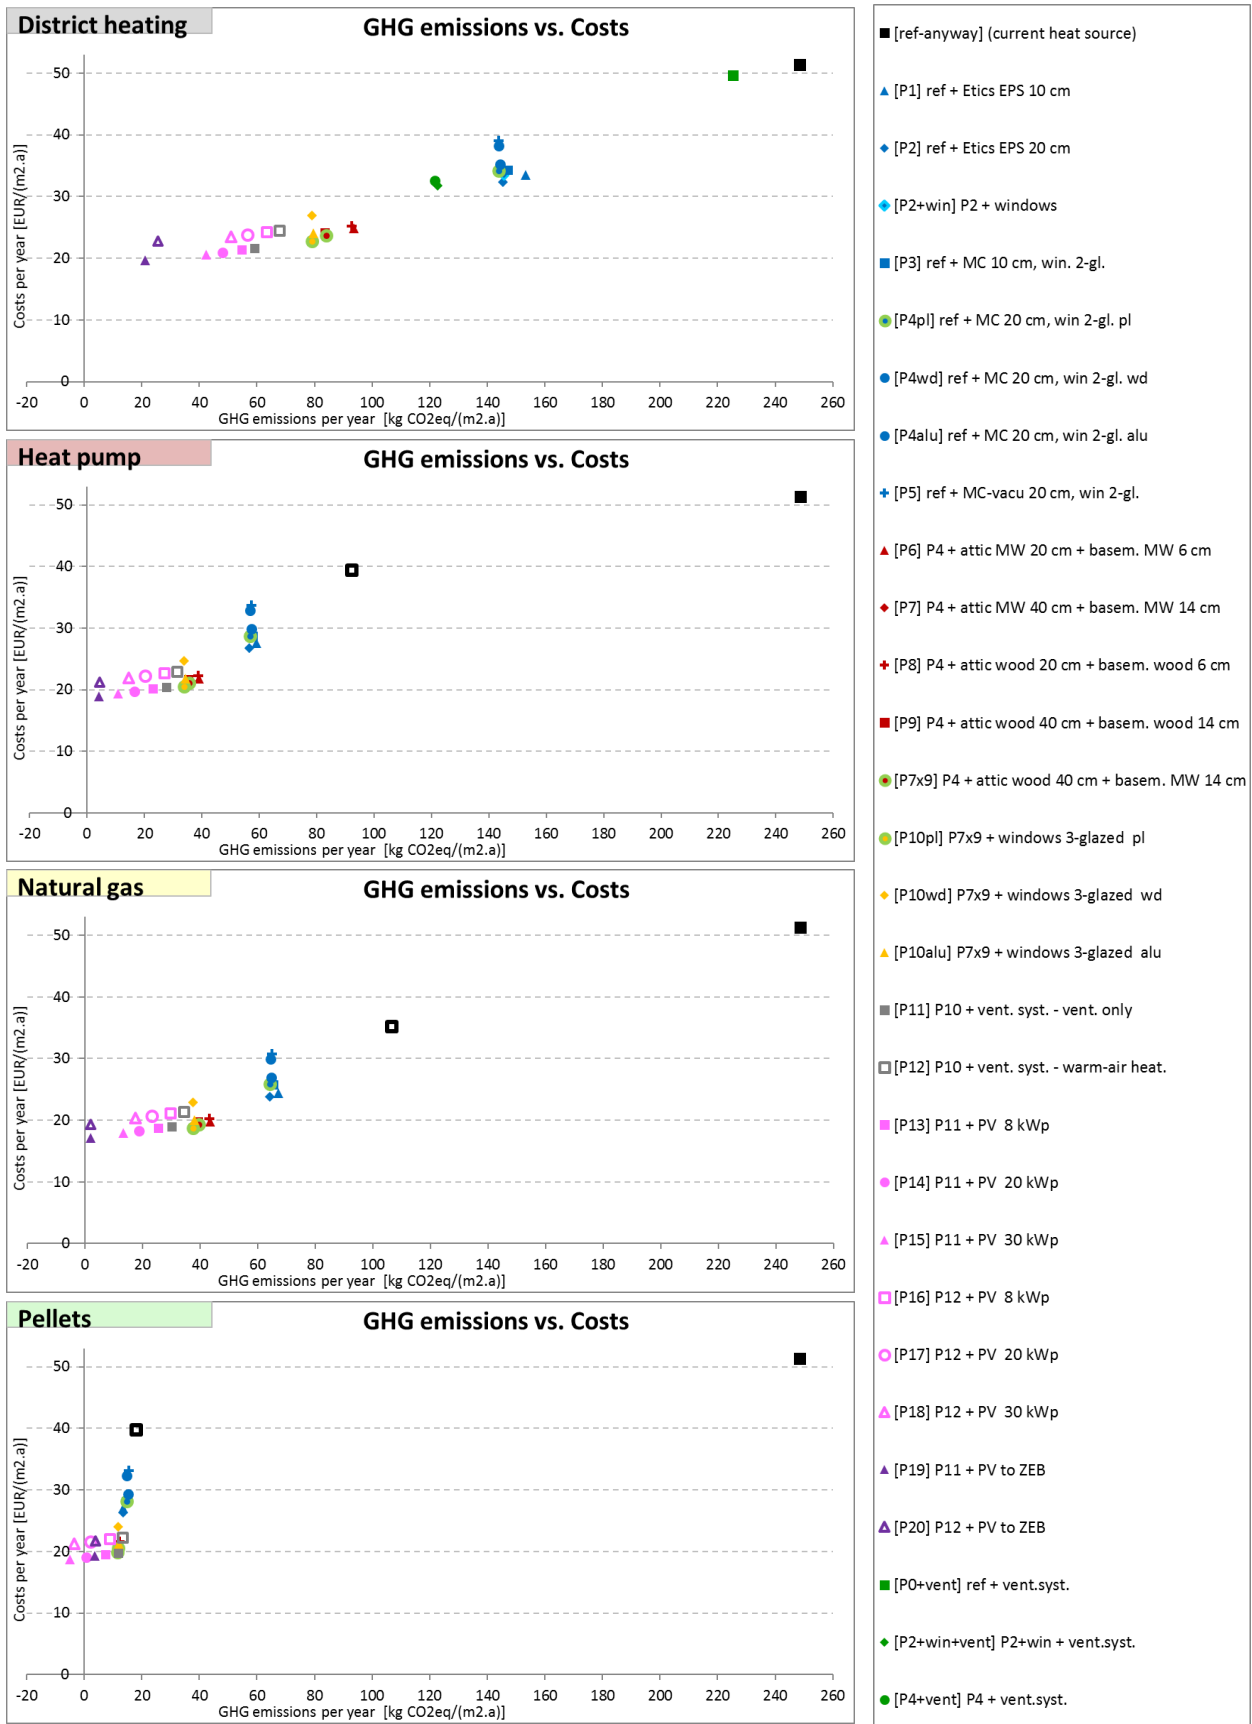 District heating
GHG emissions vs. Costs
Costs per year [EUR/(m2.a)]
50
40
30
20
10
0
-20 0 20 40 60 80 100 120 140 160 180 200 220 240 260
GHG emissions per year [kg CO2eq/(m2.a)]
Heat pump
GHG emissions vs. Costs
Costs per year [EUR/(m2.a)]
50
40
30
20
10
0
-20 0 20 40 60 80 100 120 140 160 180 200 220 240 260
GHG emissions per year [kg CO2eq/(m2.a)]
Natural gas
GHG emissions vs. Costs
Costs per year [EUR/(m2.a)]
50
40
30
20
10
0
-20 0 20 40 60 80 100 120 140 160 180 200 220 240 260
GHG emissions per year [kg CO2eq/(m2.a)]
Pellets
GHG emissions vs. Costs
Costs per year [EUR/(m2.a)]
50
40
30
20
10
0
-20 0 20 40 60 80 100 120 140 160 180 200 220 240 260
GHG emissions per year [kg CO2eq/(m2.a)]
[ref-anyway] (current heat source)
[P1] ref + Etics EPS 10 cm
[P2] ref + Etics EPS 20 cm
[P2+win] P2 + windows
[P3] ref + MC 10 cm, win. 2-gl.
[P4pl] ref + MC 20 cm, win 2-gl. pl
[P4wd] ref + MC 20 cm, win 2-gl. wd
[P4alu] ref + MC 20 cm, win 2-gl. alu
[P5] ref + MC-vacu 20 cm, win 2-gl.
[P6] P4 + attic MW 20 cm + basem. MW 6 cm
[P7] P4 + attic MW 40 cm + basem. MW 14 cm
[P8] P4 + attic wood 20 cm + basem. wood 6 cm
[P9] P4 + attic wood 40 cm + basem. wood 14 cm
[P7x9] P4 + attic wood 40 cm + basem. MW 14 cm
[P10pl] P7x9 + windows 3-glazed pl
[P10wd] P7x9 + windows 3-glazed wd
[P10alu] P7x9 + windows 3-glazed alu
[P11] P10 + vent. syst. - vent. only
[P12] P10 + vent. syst. - warm-air heat.
[P13] P11 + PV 8 kWp
[P14] P11 + PV 20 kWp
[P15] P11 + PV 30 kWp
[P16] P12 + PV 8 kWp
[P17] P12 + PV 20 kWp
[P18] P12 + PV 30 kWp
[P19] P11 + PV to ZEB
[P20] P12 + PV to ZEB
[P0+vent] ref + vent.syst.
[P2+win+vent] P2+win + vent.syst.
[P4+vent] P4 + vent.syst.